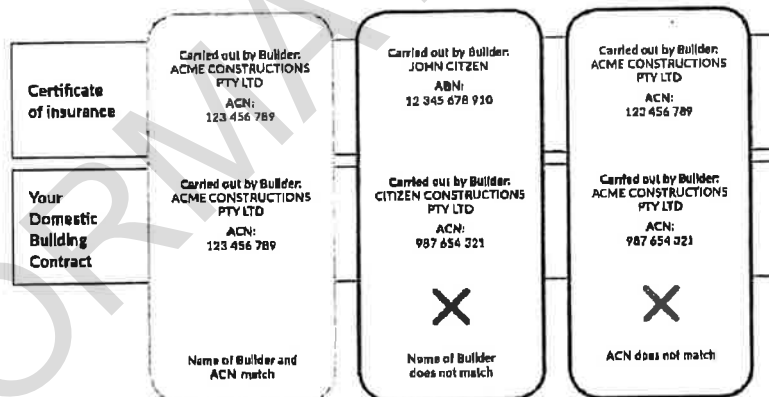 Certificate
of insurance
Carried out by Builder:
ACME CONSTRUCTIONS
PTY LTD
ACN:
123 456 789
Carried out by Builder:
JOHN CITZEN
ABN:
12 345 678 910
Carried out by Builder:
ACME CONSTRUCTIONS
PTY LTD
ACN:
123 456 789
Your
Domestic
Building
Contract
Carried out by Builder:
ACME CONSTRUCTIONS
PTY LTD
ACN:
123 456 789
Carried out by Builder:
CITIZEN CONSTRUCTIONS
PTY LTD
ACN:
987 654 321
Carried out by Builder:
ACME CONSTRUCTIONS
PTY LTD
ACN:
987 654 321
Name of Builder and
ACN match
Name of Builder
does not match
ACN does not match